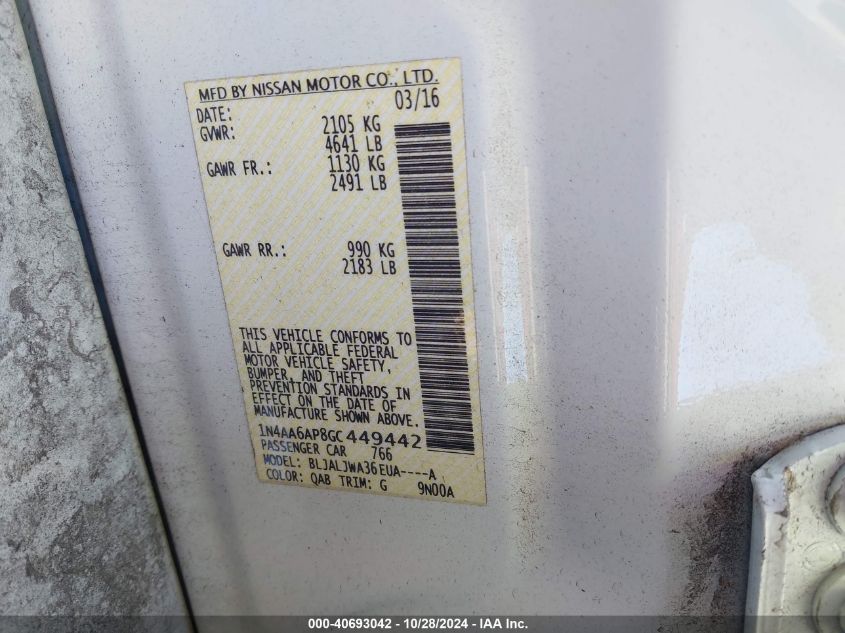 MFD BY NISSAN MOTOR CO., LTD.
DATE: 03/16
GVWR: 2105 KG
4641 LB
GAWR FR.: 1130 KG
2491 LB
GAWR RR.: 990 KG
2183 LB
THIS VEHICLE CONFORMS TO
ALL APPLICABLE FEDERAL
MOTOR VEHICLE SAFETY,
BUMPER, AND THEFT
PREVENTION STANDARDS IN
EFFECT ON THE DATE OF
MANUFACTURE SHOWN ABOVE.
1N4AA6AP8GC449442
PASSENGER CAR 766
MODEL: BLJALJWA36EUA----A
COLOR: QAB TRIM: G 9N00A
000-40693042 - 10/28/2024 - IAA Inc.